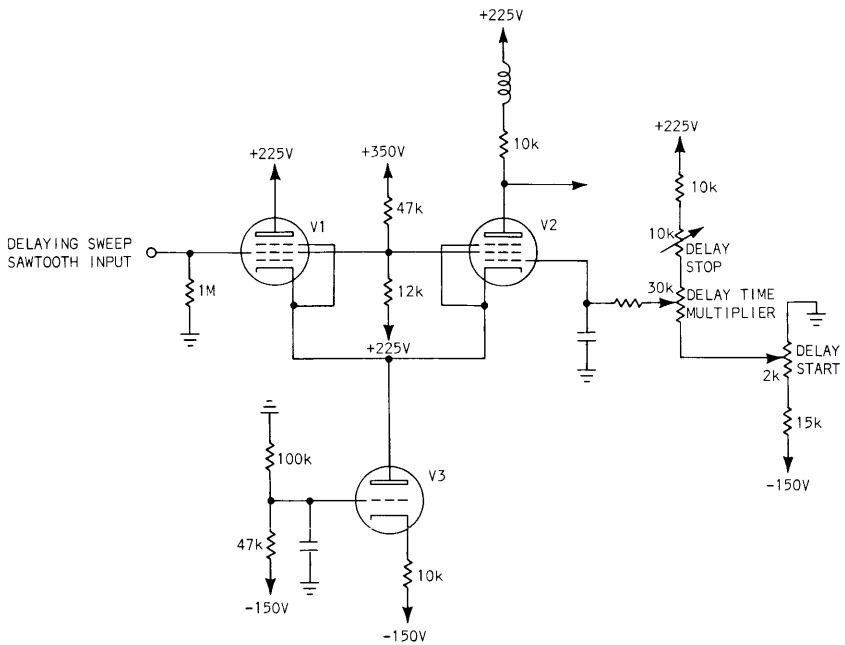 +225V
10k
+225V
10k
10k
DELAY
STOP
30k
DELAY TIME
MULTIPLIER
DELAY
START
2k
15k
-150V
+225V
+350V
47k
V1
V2
DELAYING SWEEP
SAWTOOTH INPUT
1M
12k
+225V
100k
V3
47k
10k
-150V
-150V